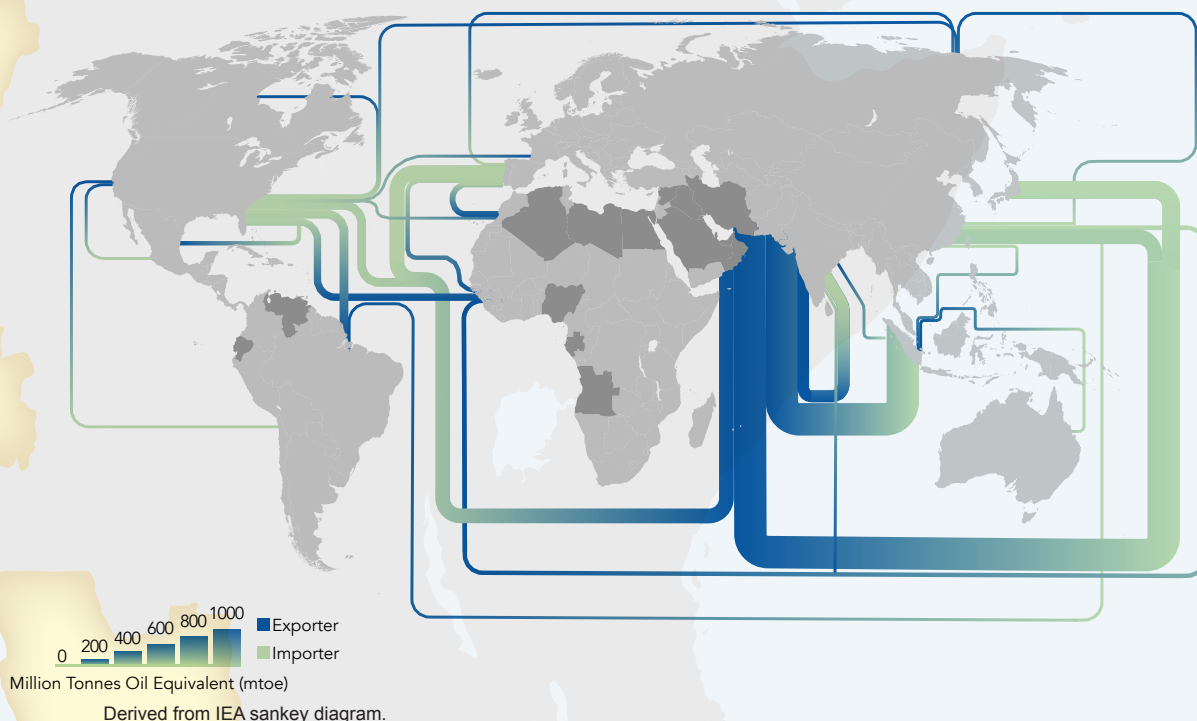 0 200 400 600 800 1000
Exporter
Importer
Million Tonnes Oil Equivalent (mtoe)
Derived from IEA sankey diagram.